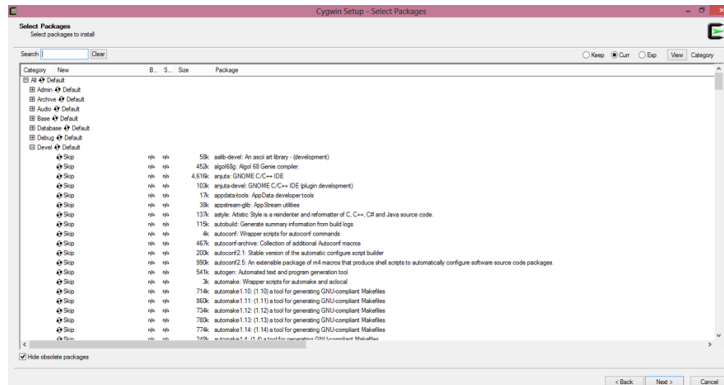 Cygwin Setup - Select Packages
Select Packages
Select packages to install
Search Clear Keep Curr Exp View Category
Category New B... S... Size Package
All Default
Admin Default
Archive Default
Audio Default
Base Default
Database Default
Debug Default
Devel Default
Skip n/a n/a 58k aalib-devel: An ascii art library - (development)
Skip n/a n/a 452k algol68g: Algol 68 Genie compiler.
Skip n/a n/a 4,616k anjuta: GNOME C/C++ IDE
Skip n/a n/a 103k anjuta-devel: GNOME C/C++ IDE (plugin development)
Skip n/a n/a 17k appdata-tools: AppData developer tools
Skip n/a n/a 38k appstream-glib: AppStream utilities
Skip n/a n/a 137k astyle: Artistic Style is a reindenter and reformatter of C, C++, C# and Java source code.
Skip n/a n/a 115k autobuild: Generate summary information from build logs
Skip n/a n/a 4k autoconf: Wrapper scripts for autoconf commands
Skip n/a n/a 467k autoconf-archive: Collection of additional Autoconf macros
Skip n/a n/a 200k autoconf2.1: Stable version of the automatic configure script builder
Skip n/a n/a 990k autoconf2.5: An extensible package of m4 macros that produce shell scripts to automatically configure software source code packages.
Skip n/a n/a 541k autogen: Automated text and program generation tool
Skip n/a n/a 3k automake: Wrapper scripts for automake and aclocal
Skip n/a n/a 714k automake1.10: (1.10) a tool for generating GNU-compliant Makefiles
Skip n/a n/a 860k automake1.11: (1.11) a tool for generating GNU-compliant Makefiles
Skip n/a n/a 734k automake1.12: (1.12) a tool for generating GNU-compliant Makefiles
Skip n/a n/a 780k automake1.13: (1.13) a tool for generating GNU-compliant Makefiles
Skip n/a n/a 774k automake1.14: (1.14) a tool for generating GNU-compliant Makefiles
Skip n/a n/a automake1.4: a tool for generating GNU-compliant Makefiles
Hide obsolete packages
< Back Next > Cancel